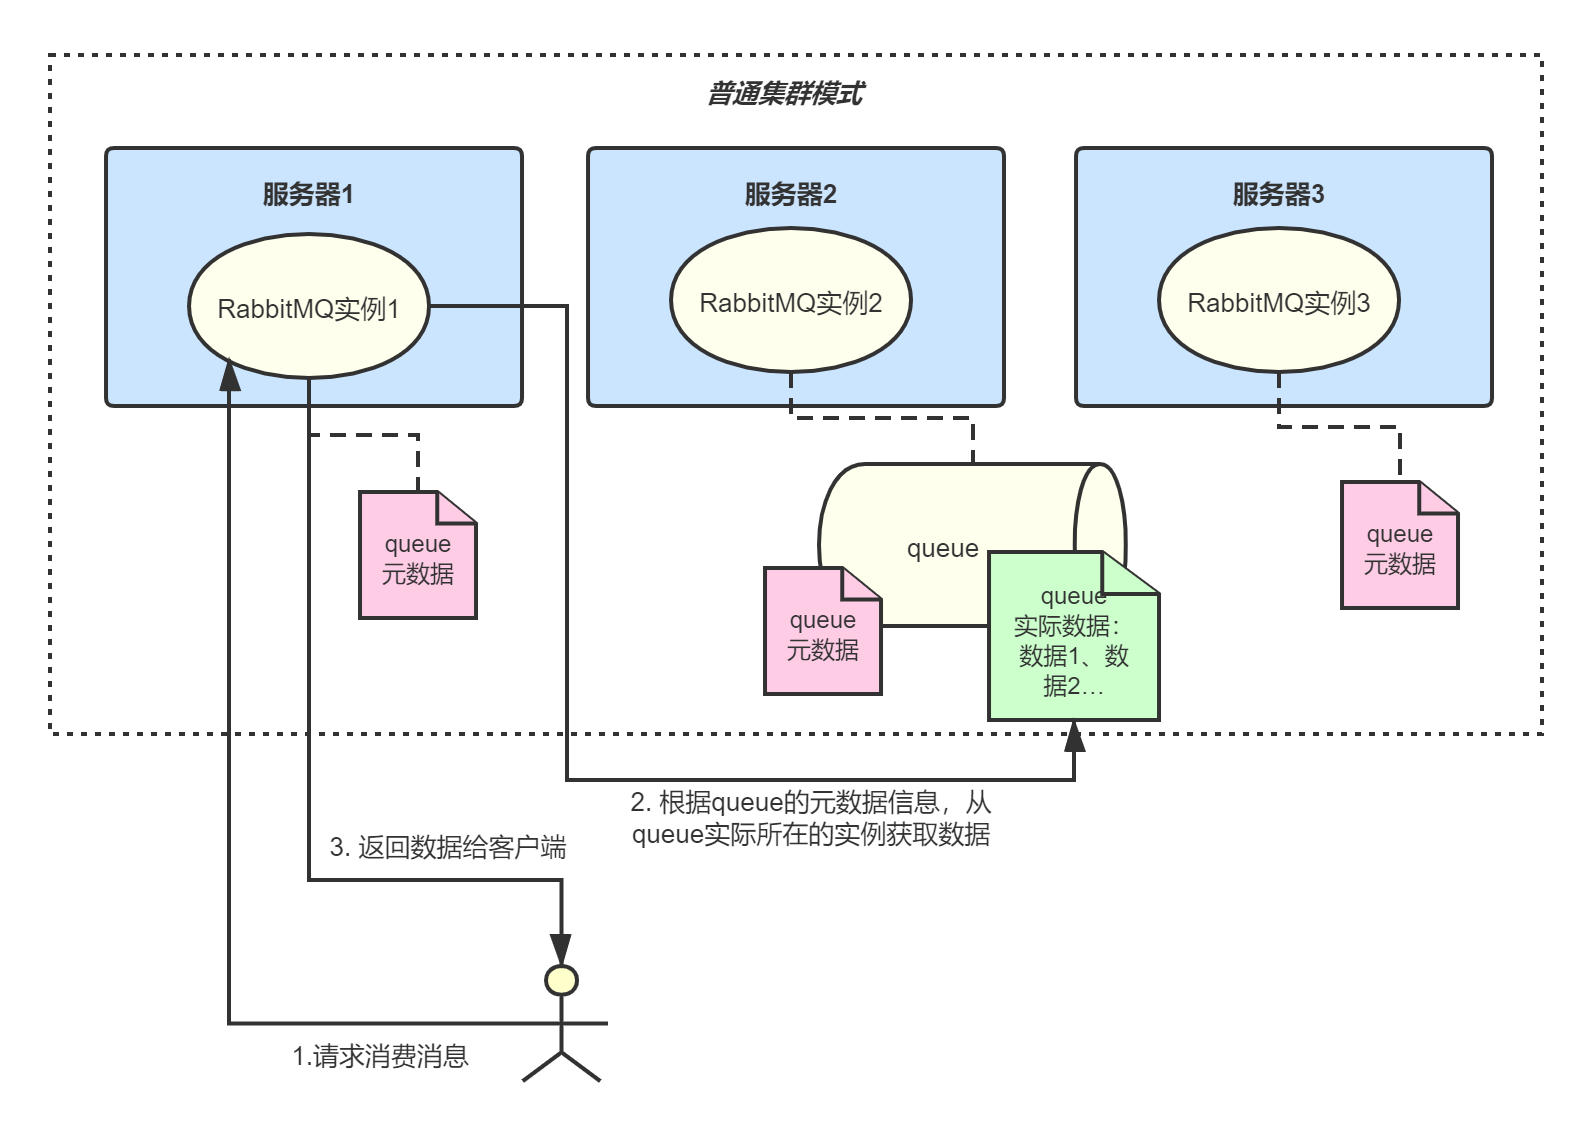 普通集群模式
服务器1
服务器2
服务器3
RabbitMQ实例1
RabbitMQ实例2
RabbitMQ实例3
queue
元数据
queue
queue
元数据
queue
实际数据：
数据1、数
据2…
queue
元数据
2. 根据queue的元数据信息，从
queue实际所在的实例获取数据
3. 返回数据给客户端
1.请求消费消息